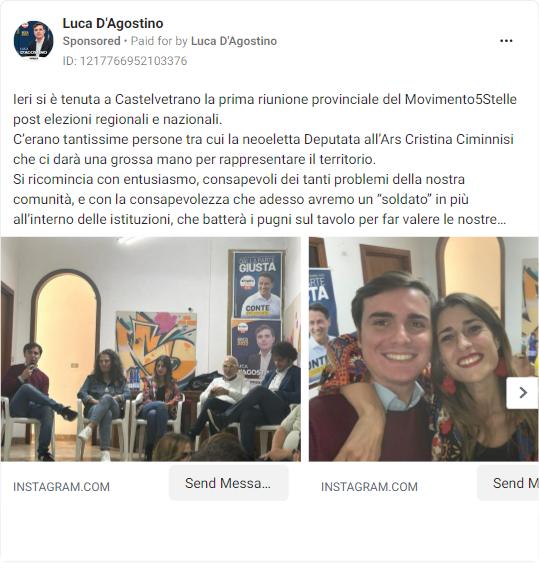 Luca D'Agostino
Sponsored • Paid for by Luca D'Agostino
ID: 1217766952103376
Ieri si è tenuta a Castelvetrano la prima riunione provinciale del Movimento5Stelle
post elezioni regionali e nazionali.
C'erano tantissime persone tra cui la neoeletta Deputata all'Ars Cristina Ciminnisi
che ci darà una grossa mano per rappresentare il territorio.
Si ricomincia con entusiasmo, consapevoli dei tanti problemi della nostra
comunità, e con la consapevolezza che adesso avremo un "soldato" in più
all'interno delle istituzioni, che batterà i pugni sul tavolo per far valere le nostre...
DALLA PARTE
GIUSTA
CONTE
D'AGOSTINO
INSTAGRAM.COM
Send Messa...
INSTAGRAM.COM
Send M